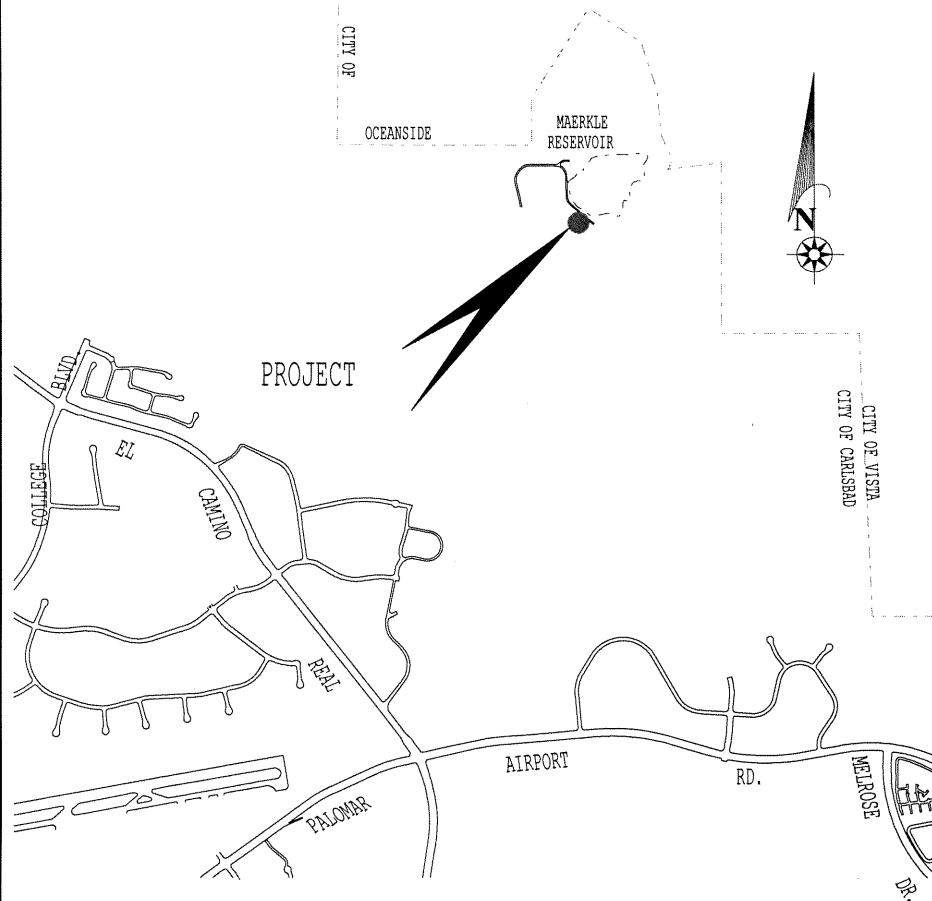 CITY OF
OCEANSIDE
MAERKLE
RESERVOIR
N
PROJECT
BLVD.
COLLEGE
EL
CAMINO
REAL
CITY OF VISTA
CITY OF CARLSBAD
AIRPORT
RD.
PALOMAR
MELROSE
DR.